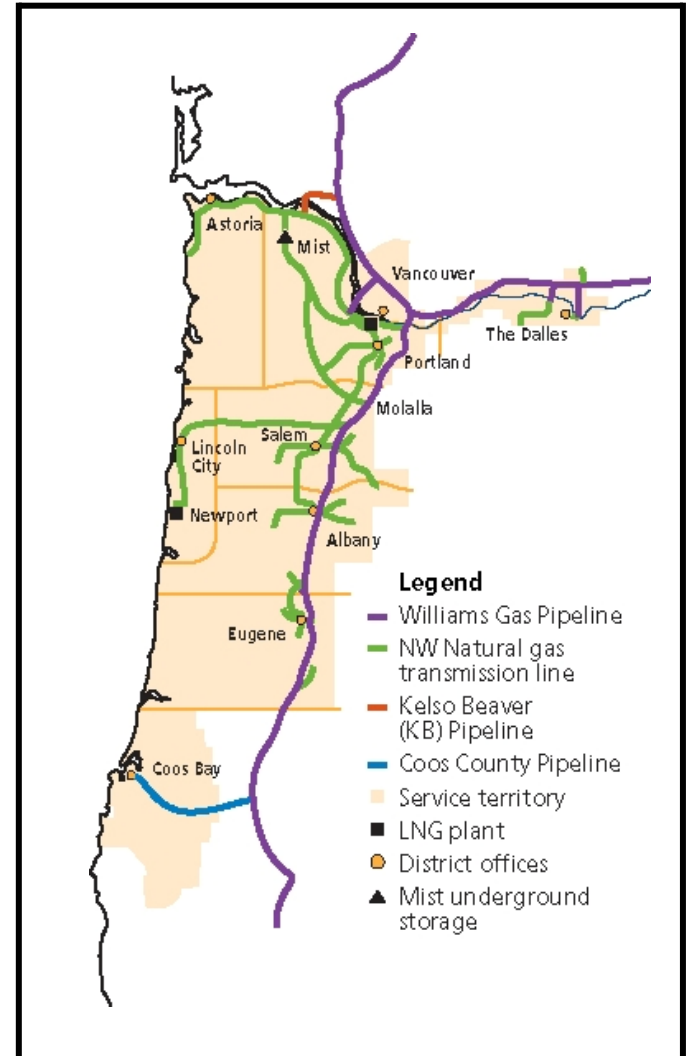 Astoria
Mist
Vancouver
The Dalles
Portland
Molalla
Salem
Lincoln
City
Newport
Albany
Eugene
Coos Bay
Legend
Williams Gas Pipeline
NW Natural gas
transmission line
Kelso Beaver
(KB) Pipeline
Coos County Pipeline
Service territory
LNG plant
District offices
Mist underground
storage